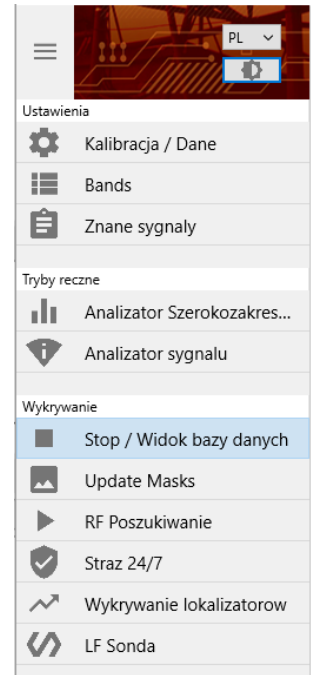 PL
Ustawienia
Kalibracja / Dane
Bands
Znane sygnaly
Tryby reczne
Analizator Szerokozakres...
Analizator sygnalu
Wykrywanie
Stop / Widok bazy danych
Update Masks
RF Poszukiwanie
Straz 24/7
Wykrywanie lokalizatorow
LF Sonda